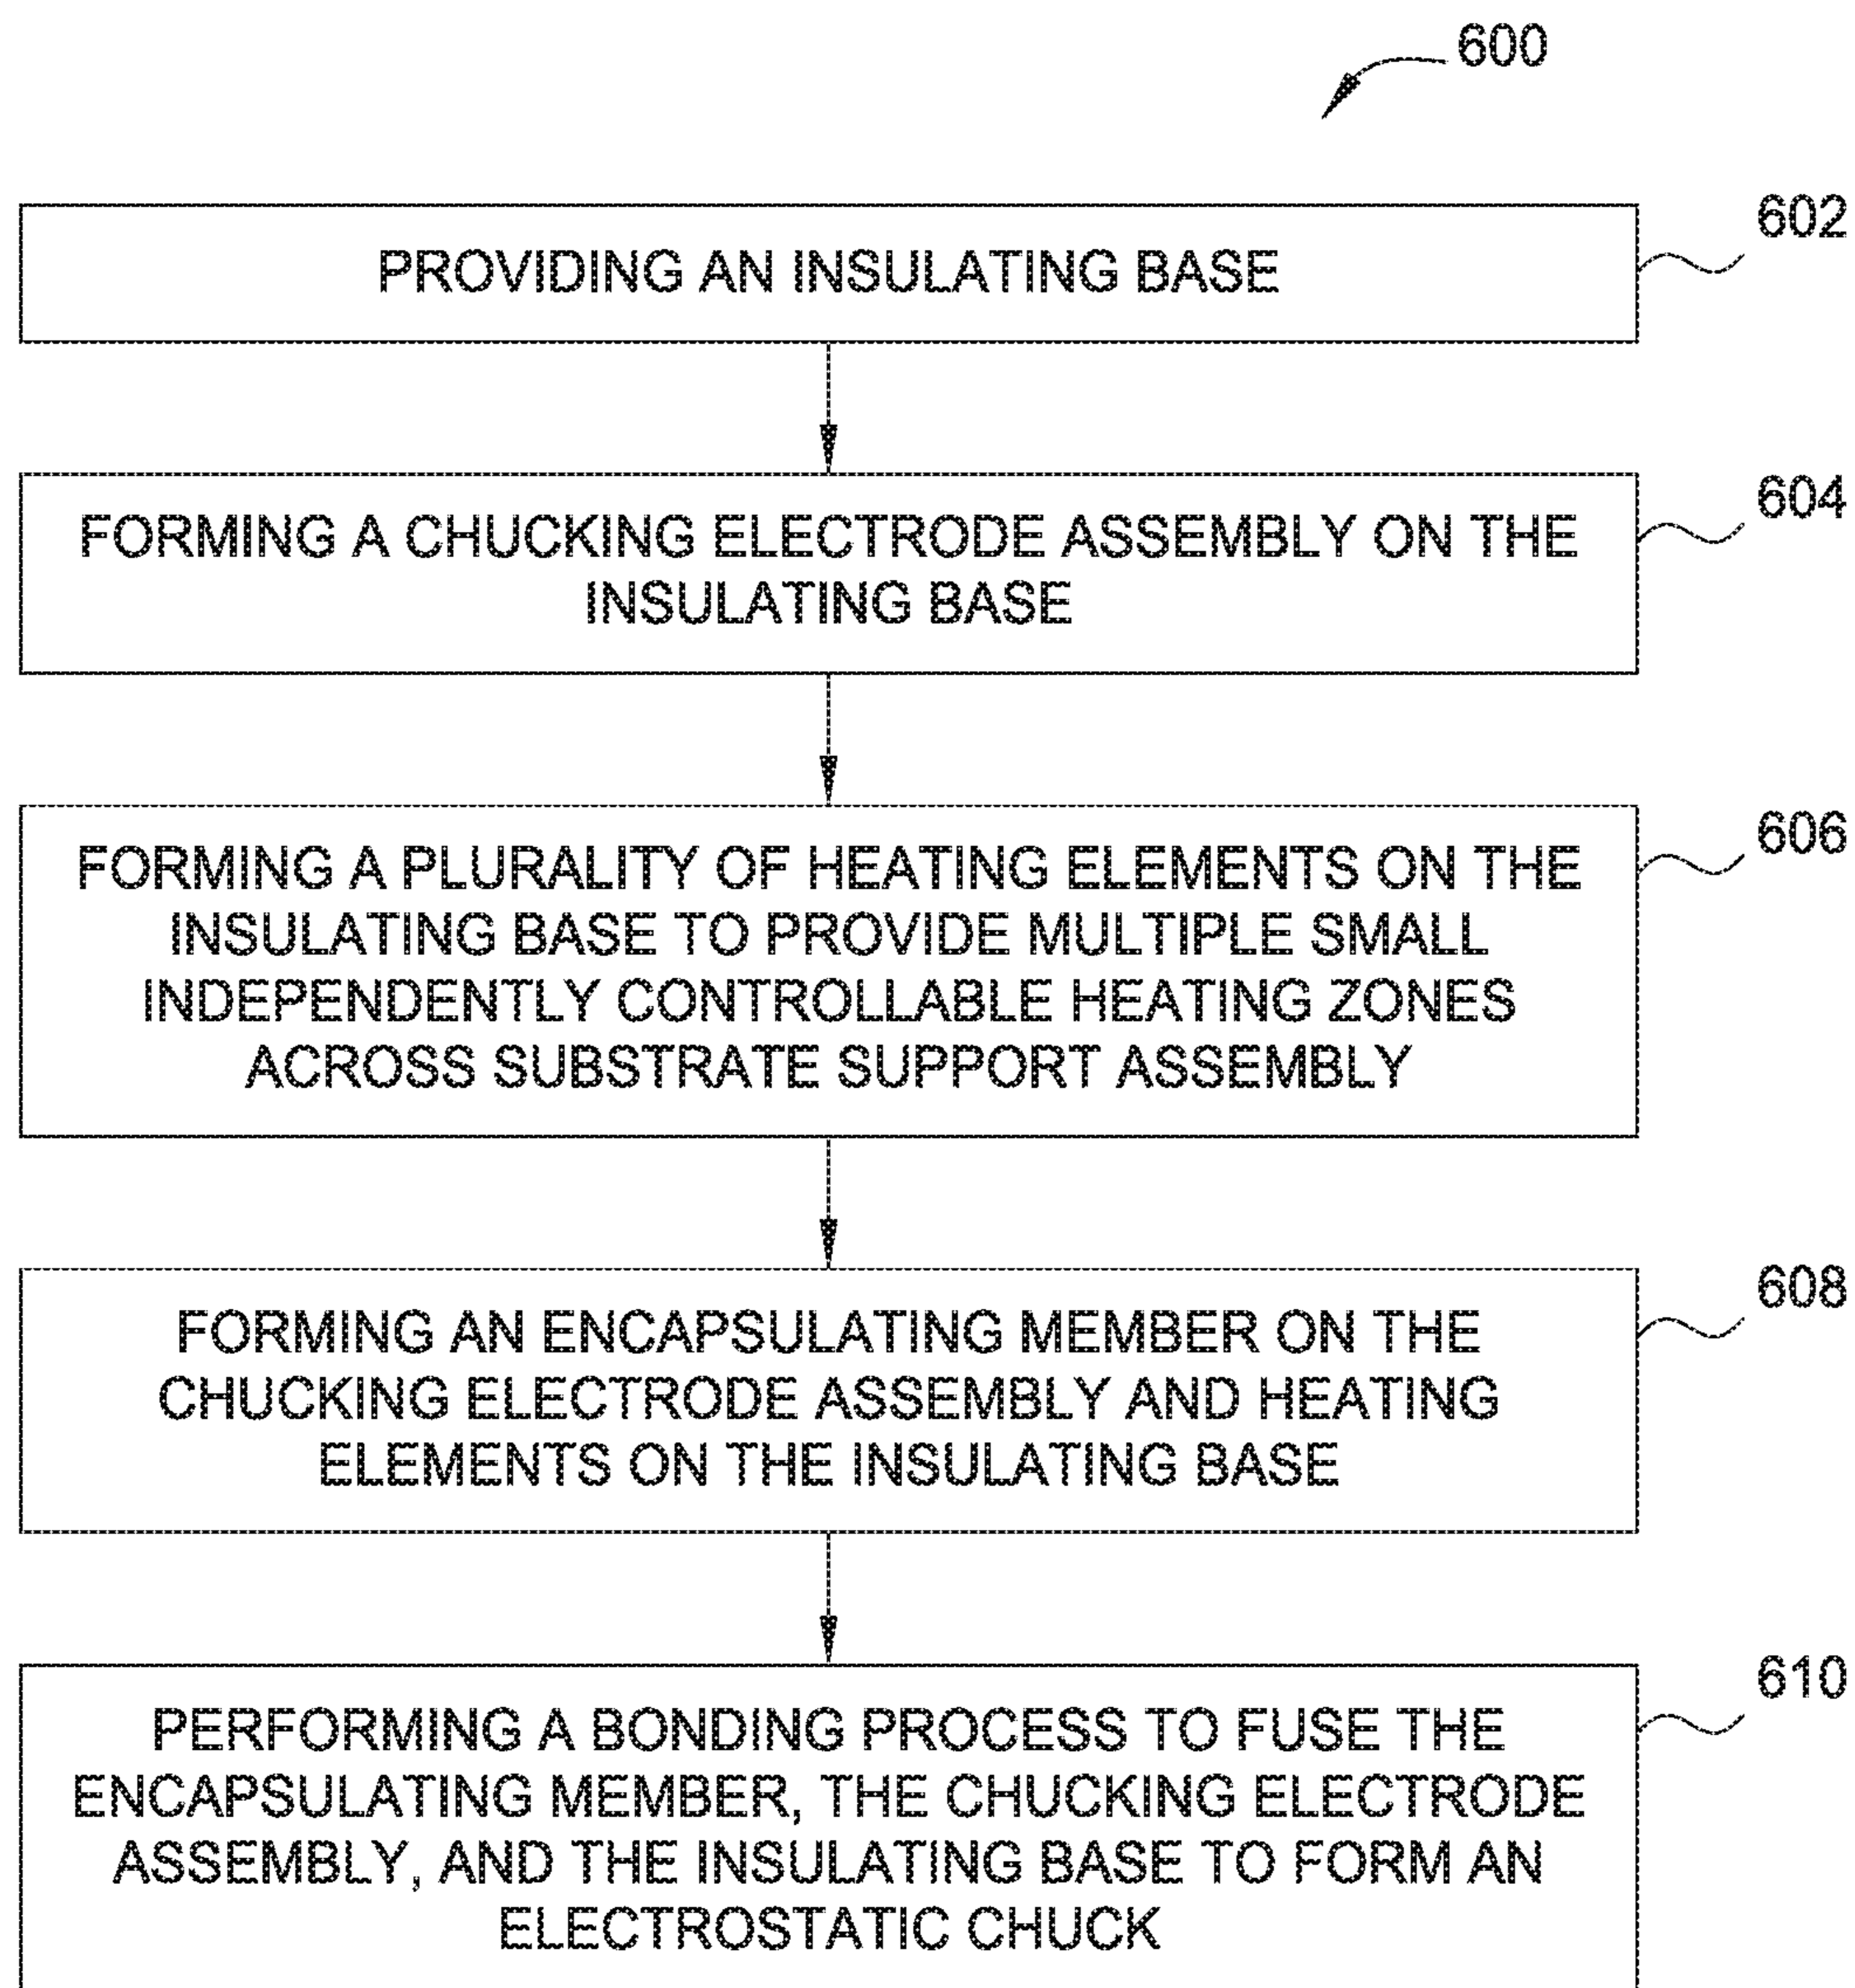 600
PROVIDING AN INSULATING BASE
602
FORMING A CHUCKING ELECTRODE ASSEMBLY ON THE
INSULATING BASE
604
FORMING A PLURALITY OF HEATING ELEMENTS ON THE
INSULATING BASE TO PROVIDE MULTIPLE SMALL
INDEPENDENTLY CONTROLLABLE HEATING ZONES
ACROSS SUBSTRATE SUPPORT ASSEMBLY
606
FORMING AN ENCAPSULATING MEMBER ON THE
CHUCKING ELECTRODE ASSEMBLY AND HEATING
ELEMENTS ON THE INSULATING BASE
608
PERFORMING A BONDING PROCESS TO FUSE THE
ENCAPSULATING MEMBER, THE CHUCKING ELECTRODE
ASSEMBLY, AND THE INSULATING BASE TO FORM AN
ELECTROSTATIC CHUCK
610